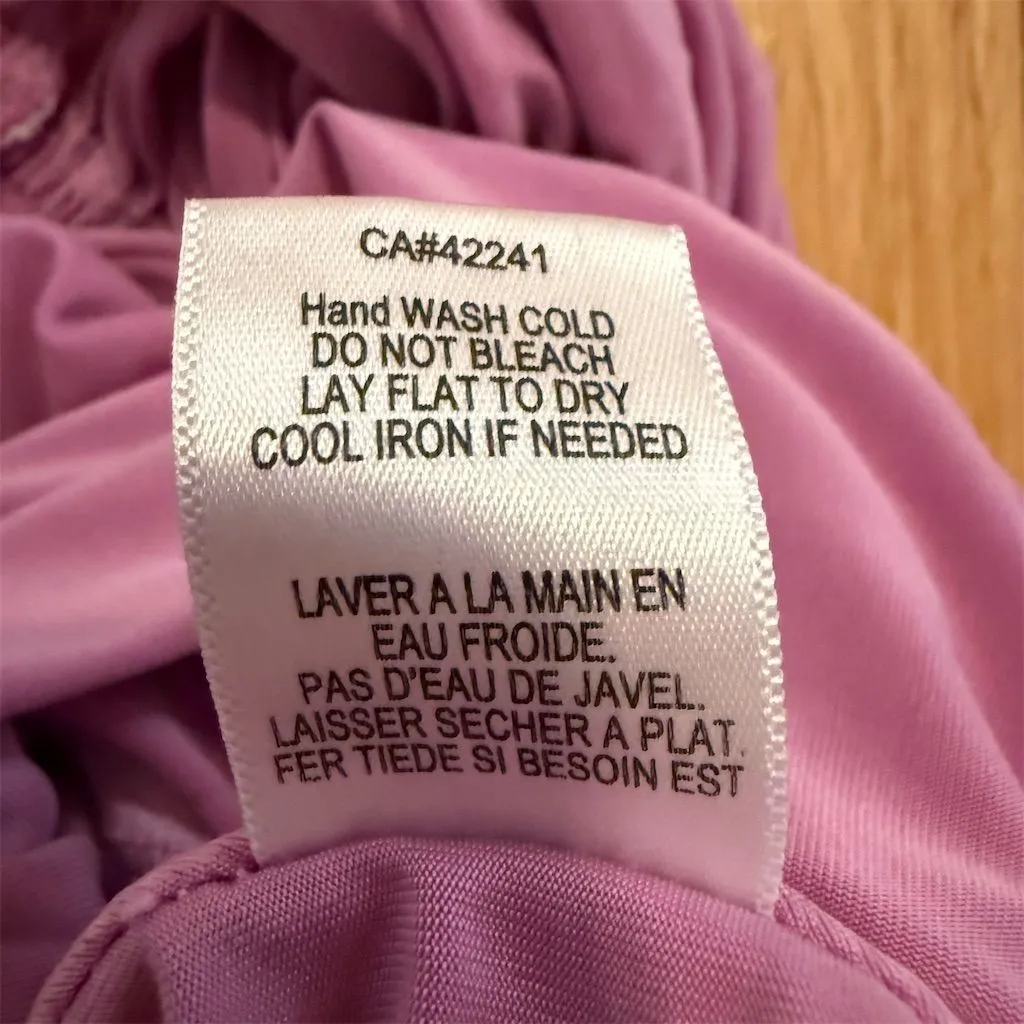 CA#42241
Hand WASH COLD
DO NOT BLEACH
LAY FLAT TO DRY
COOL IRON IF NEEDED
LAVER A LA MAIN EN
EAU FROIDE.
PAS D'EAU DE JAVEL.
LAISSER SECHER A PLAT.
FER TIEDE SI BESOIN EST